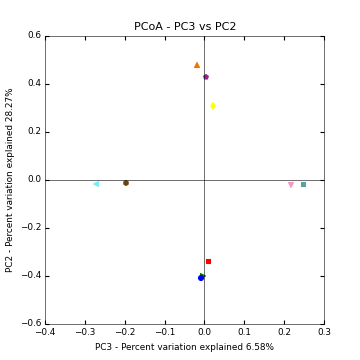 PCoA - PC3 vs PC2
0.6
0.4
0.2
0.0
−0.2
−0.4
−0.6
PC2 - Percent variation explained 28.27%
−0.4 −0.3 −0.2 −0.1 0.0 0.1 0.2 0.3
PC3 - Percent variation explained 6.58%